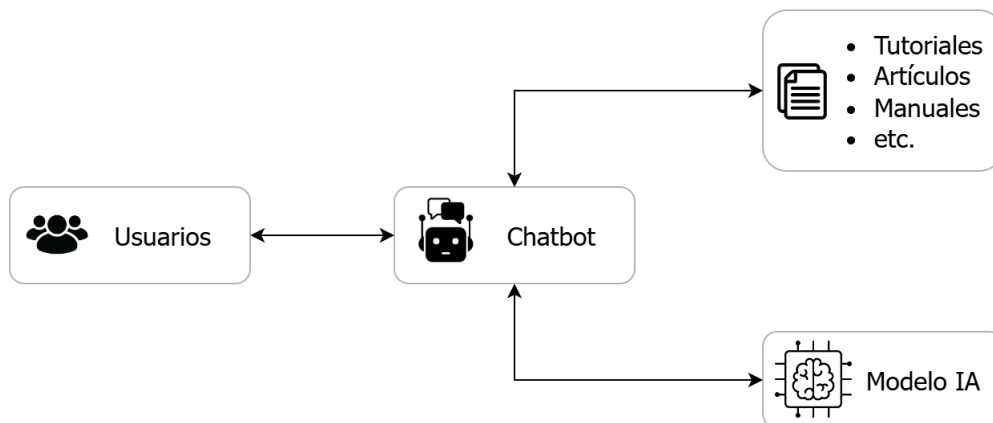 • Tutoriales
• Artículos
• Manuales
• etc.
Usuarios
Chatbot
Modelo IA